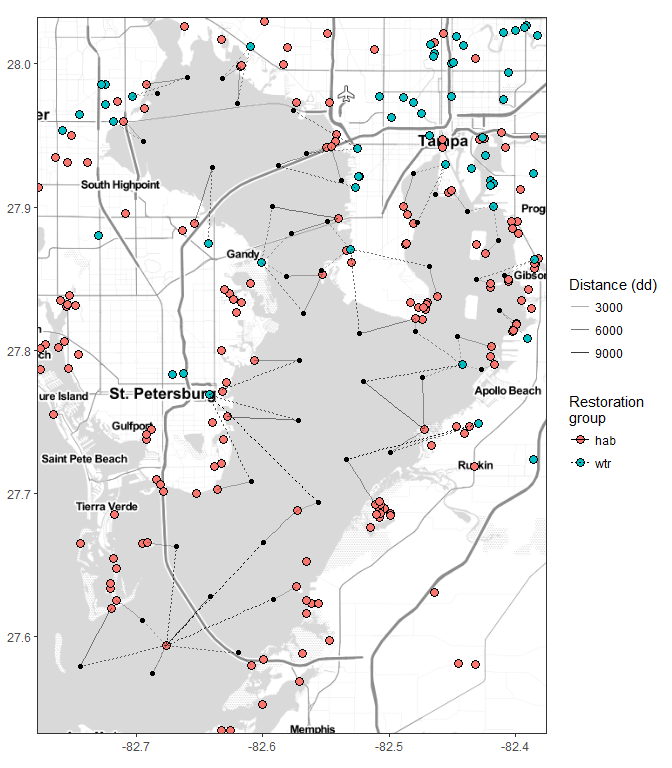 28.0
27.9
27.8
27.7
27.6
-82.7
-82.6
-82.5
-82.4
er
Tampa
South Highpoint
Prog
Gandy
Gibson
n
ch
ure Island
St. Petersburg
Apollo Beach
Gulfport
Saint Pete Beach
Ruskin
Tierra Verde
Memphis
Distance (dd)
3000
6000
9000
Restoration
group
hab
wtr